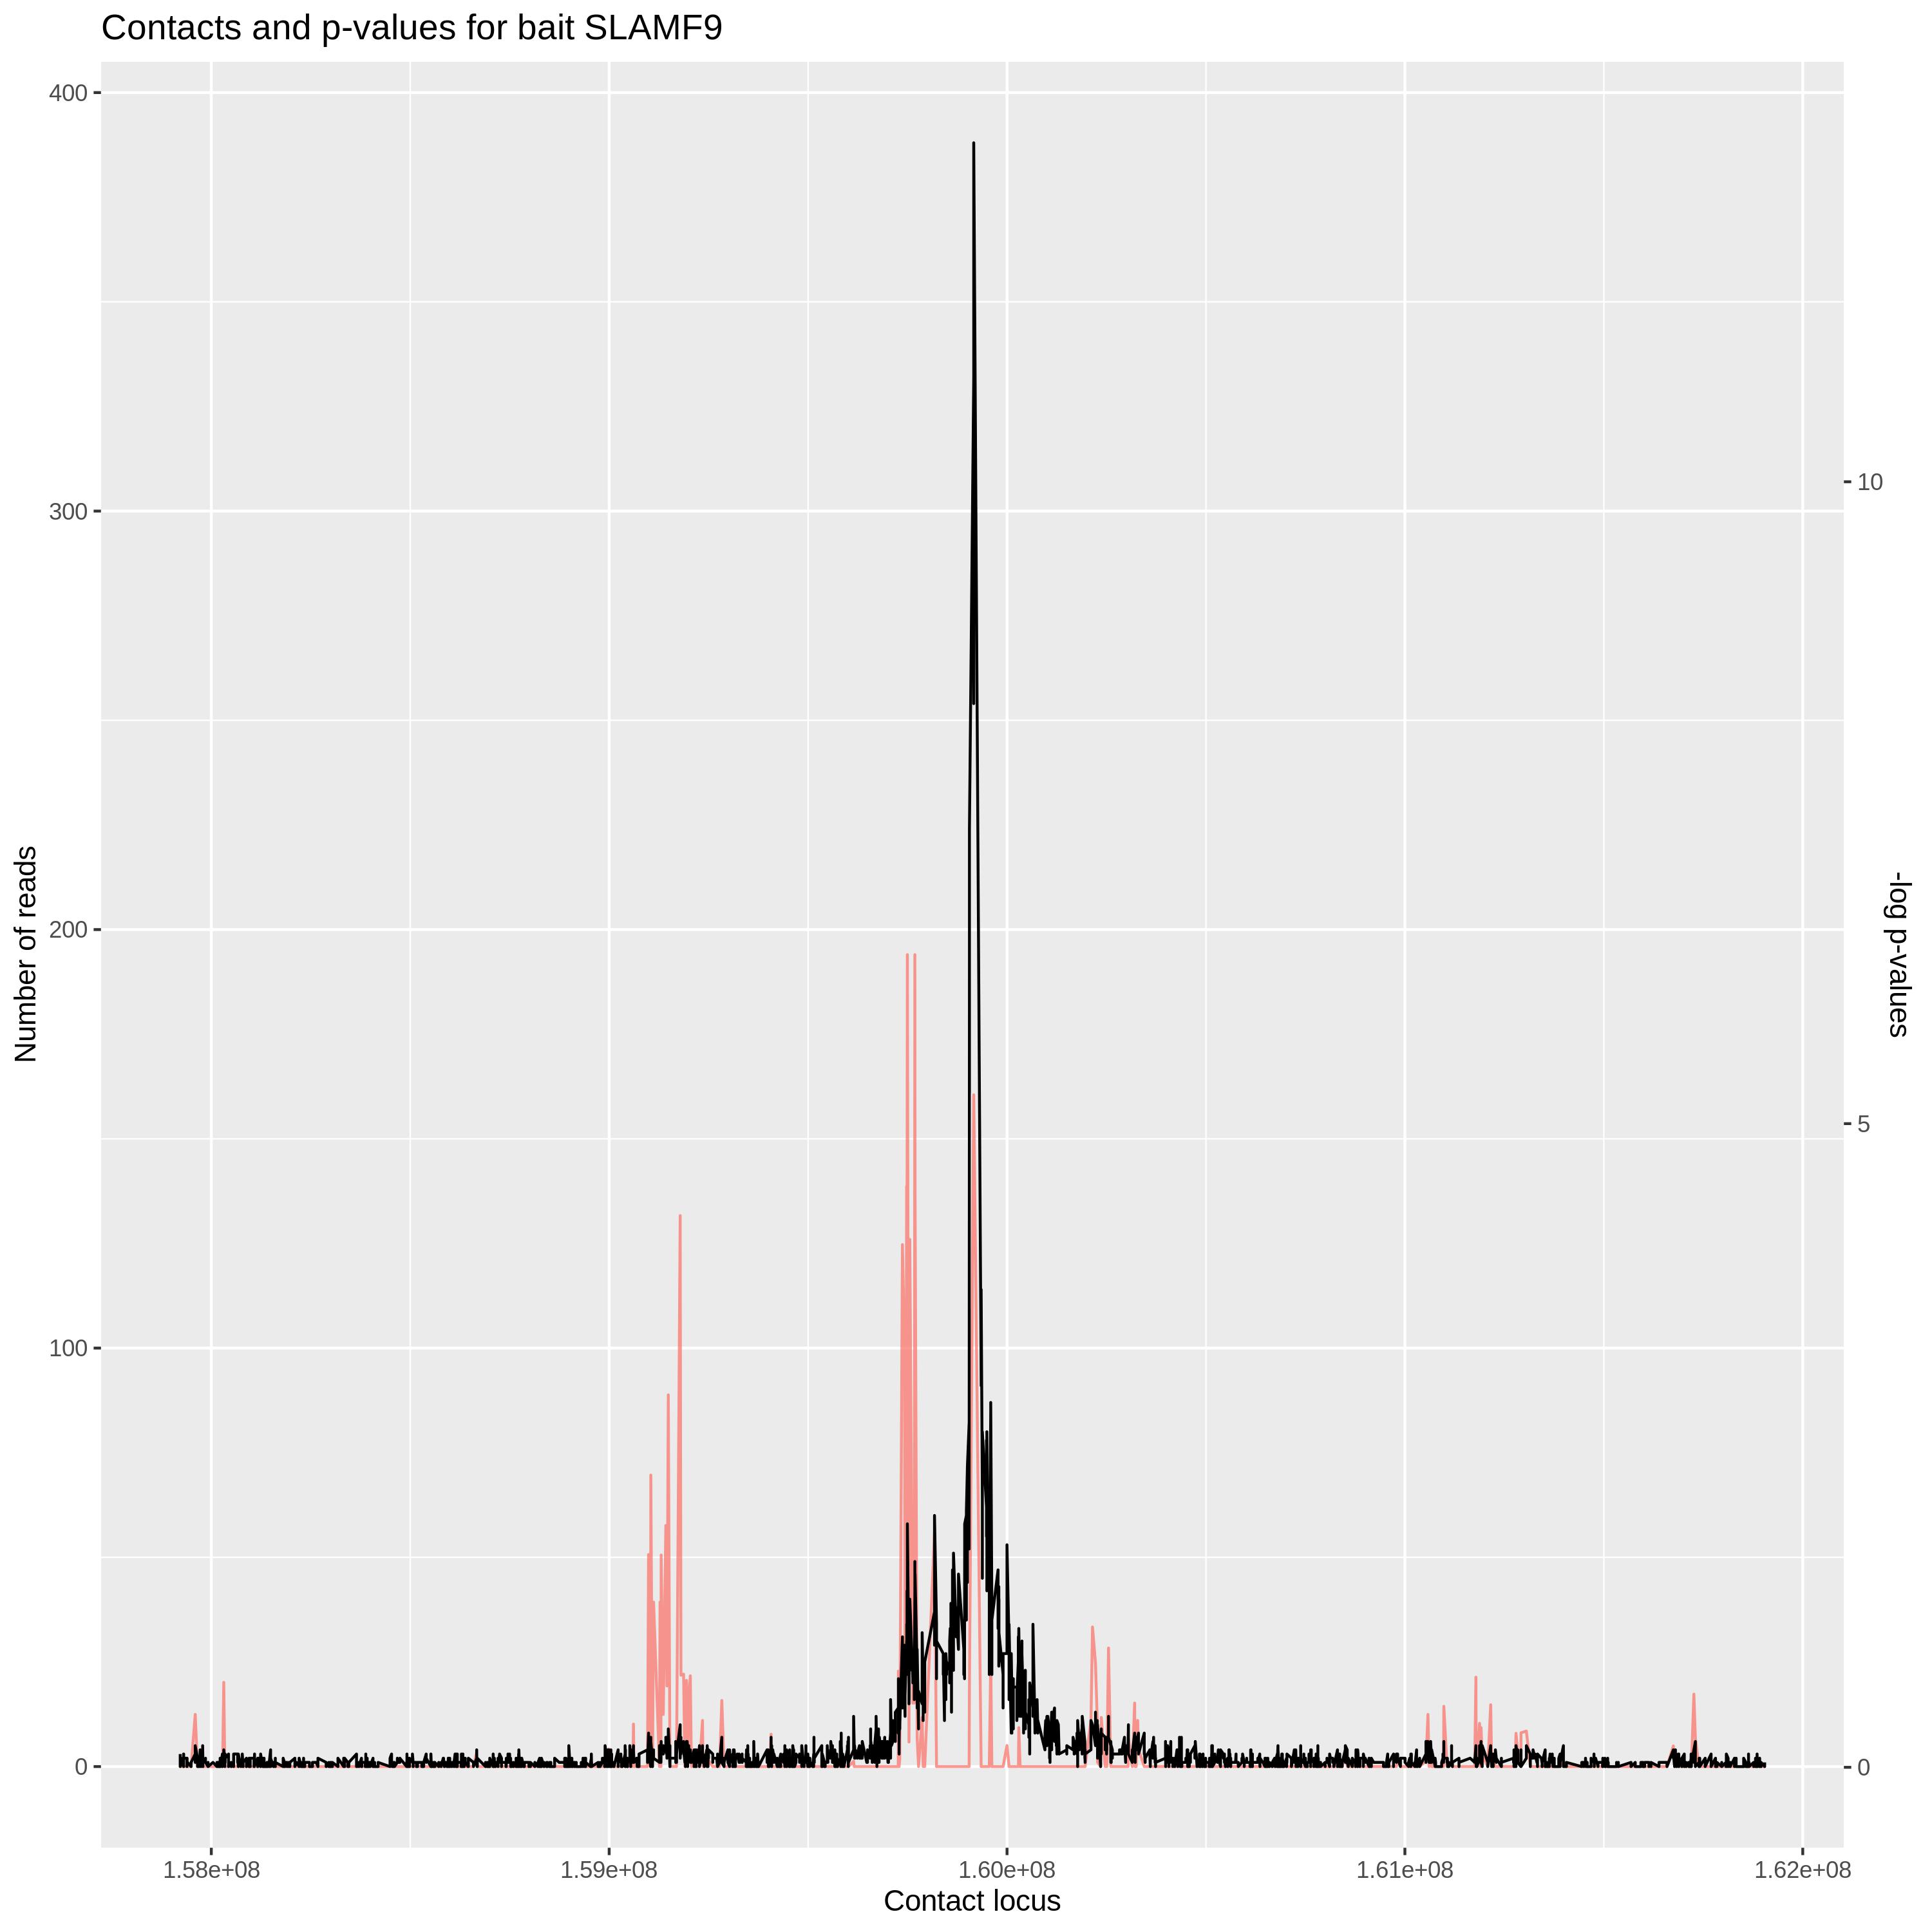 Contacts and p-values for bait SLAMF9
400
300
200
100
0
Number of reads
10
5
0
-log p-values
1.58e+08
1.59e+08
1.60e+08
1.61e+08
1.62e+08
Contact locus